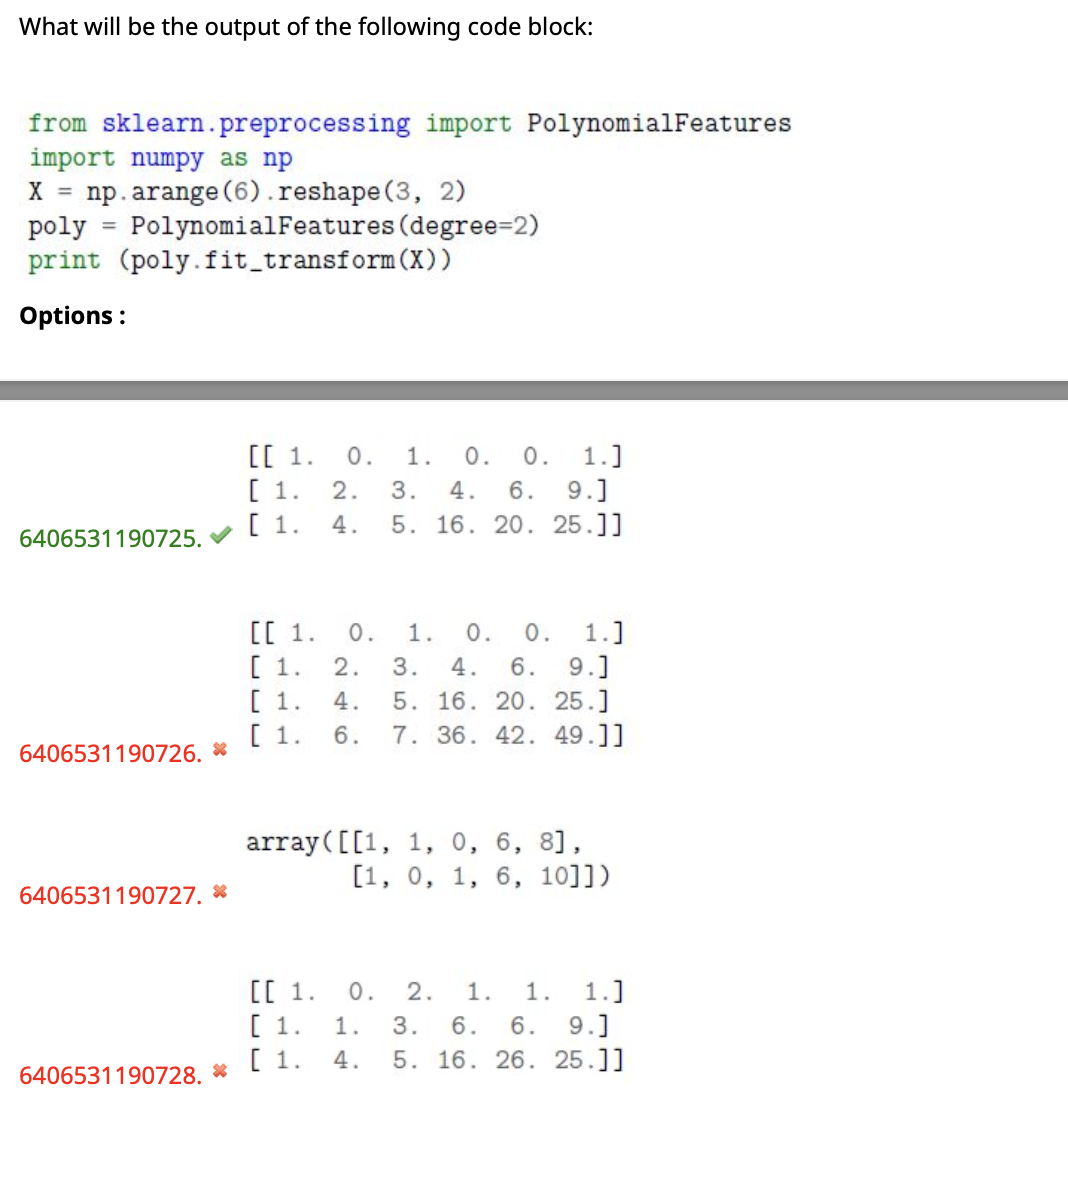 What will be the output of the following code block:
from sklearn.preprocessing import PolynomialFeatures
import numpy as np
X = np.arange(6).reshape(3, 2)
poly = PolynomialFeatures(degree=2)
print (poly.fit_transform(X))
Options :
[[ 1.  0.  1.  0.  0.  1.]
[ 1.  2.  3.  4.  6.  9.]
[ 1.  4.  5. 16. 20. 25.]]
6406531190725.
[[ 1.  0.  1.  0.  0.  1.]
[ 1.  2.  3.  4.  6.  9.]
[ 1.  4.  5. 16. 20. 25.]
[ 1.  6.  7. 36. 42. 49.]]
6406531190726.
array([[1, 1, 0, 6, 8],
[1, 0, 1, 6, 10]])
6406531190727.
[[ 1.  0.  2.  1.  1.  1.]
[ 1.  1.  3.  6.  6.  9.]
[ 1.  4.  5. 16. 26. 25.]]
6406531190728.